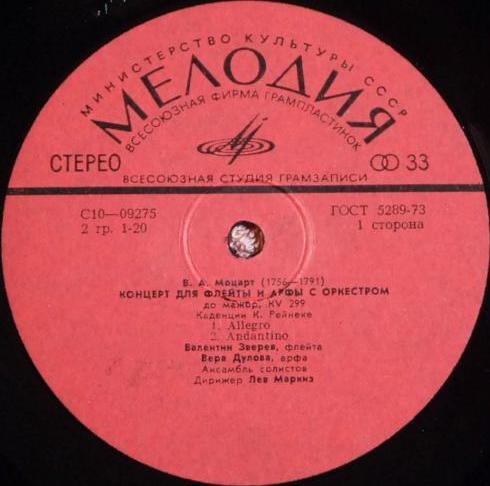 МИНИСТЕРСТВО КУЛЬТУРЫ СССР
МЕЛОДИЯ
ВСЕСОЮЗНАЯ ФИРМА ГРАМПЛАСТИНОК
СТЕРЕО
33
ВСЕСОЮЗНАЯ СТУДИЯ ГРАМЗАПИСИ
С10—09275
ГОСТ 5289-73
2 гр. 1-20
1 сторона
В. А. Моцарт (1756—1791)
КОНЦЕРТ ДЛЯ ФЛЕЙТЫ И АРФЫ С ОРКЕСТРОМ
до мажор, KV 299
Каденции К. Рейнеке
1. Allegro
2. Andantino
Валентин Зверев, флейта
Вера Дулова, арфа
Ансамбль солистов
Дирижер Лев Маркиз